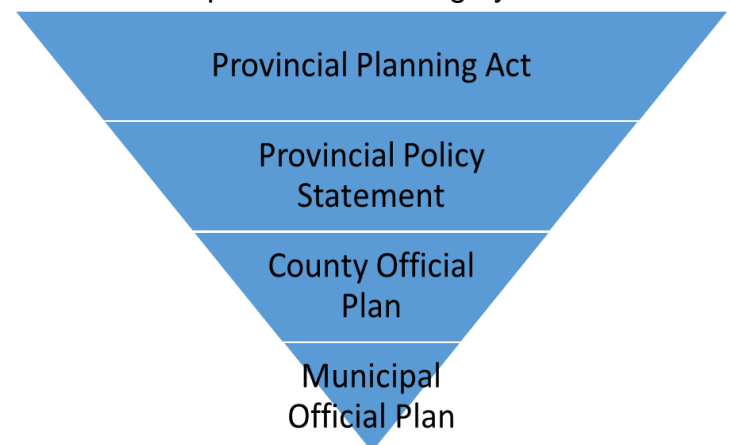 Provincial Planning Act
Provincial Policy
Statement
County Official
Plan
Municipal
Official Plan